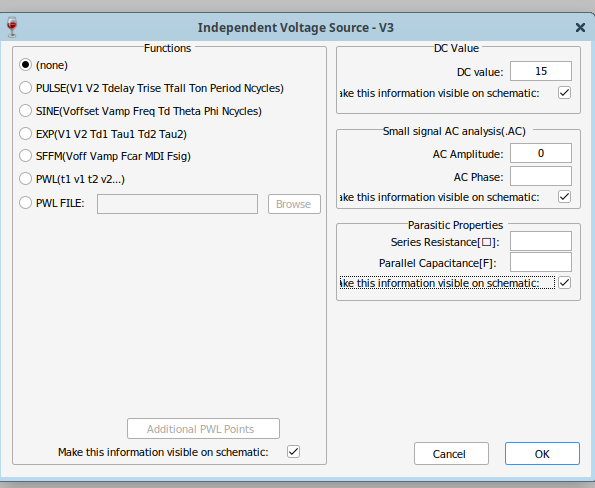 Independent Voltage Source - V3
Functions
(none)
PULSE(V1 V2 Tdelay Trise Tfall Ton Period Ncycles)
SINE(Voffset Vamp Freq Td Theta Phi Ncycles)
EXP(V1 V2 Td1 Tau1 Td2 Tau2)
SFFM(Voff Vamp Fcar MDI Fsig)
PWL(t1 v1 t2 v2...)
PWL FILE:
Browse
Additional PWL Points
Make this information visible on schematic:
DC Value
DC value: 15
ake this information visible on schematic:
Small signal AC analysis(.AC)
AC Amplitude: 0
AC Phase:
ake this information visible on schematic:
Parasitic Properties
Series Resistance[□]:
Parallel Capacitance[F]:
ake this information visible on schematic:
Cancel OK